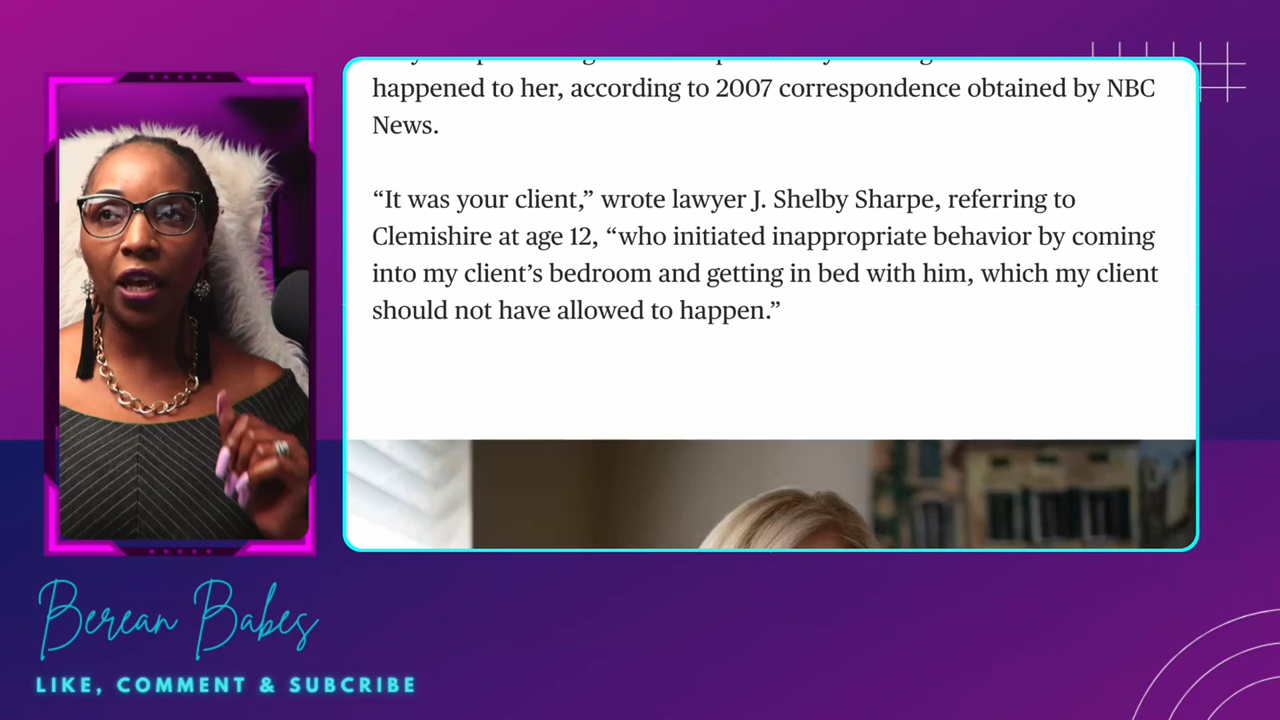 happened to her, according to 2007 correspondence obtained by NBC
News.
“It was your client,” wrote lawyer J. Shelby Sharpe, referring to
Clemishire at age 12, “who initiated inappropriate behavior by coming
into my client’s bedroom and getting in bed with him, which my client
should not have allowed to happen.”
Berean Babes
LIKE, COMMENT & SUBCRIBE